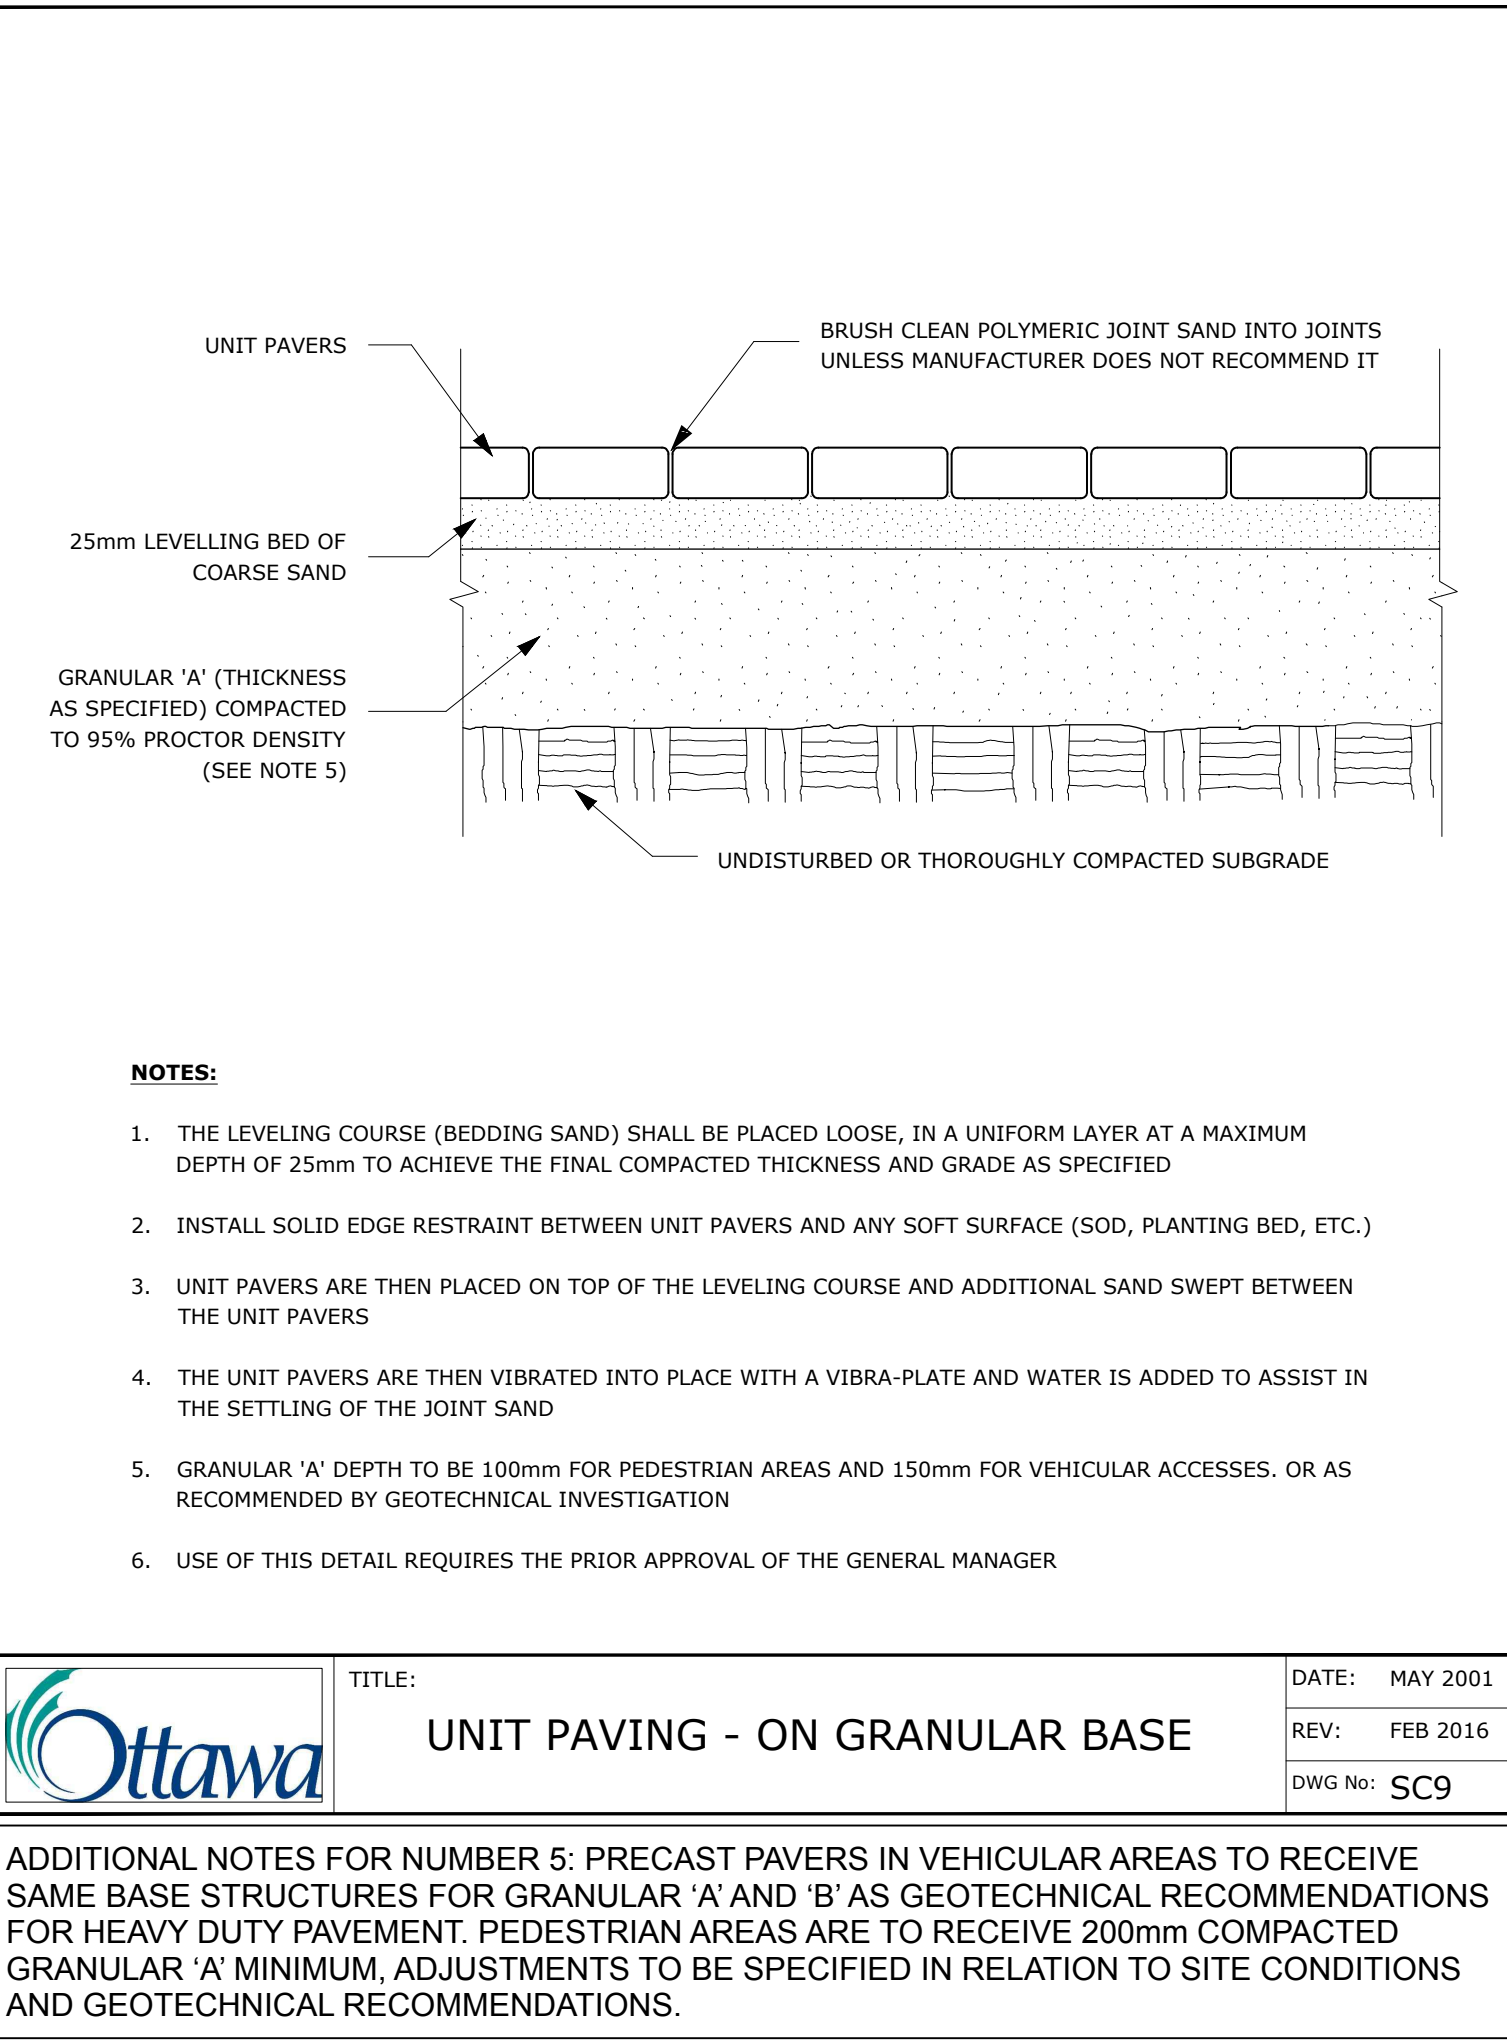 UNIT PAVERS
BRUSH CLEAN POLYMERIC JOINT SAND INTO JOINTS
UNLESS MANUFACTURER DOES NOT RECOMMEND IT
25mm LEVELLING BED OF
COARSE SAND
GRANULAR 'A' (THICKNESS
AS SPECIFIED) COMPACTED
TO 95% PROCTOR DENSITY
(SEE NOTE 5)
UNDISTURBED OR THOROUGHLY COMPACTED SUBGRADE
NOTES:
1. THE LEVELING COURSE (BEDDING SAND) SHALL BE PLACED LOOSE, IN A UNIFORM LAYER AT A MAXIMUM
DEPTH OF 25mm TO ACHIEVE THE FINAL COMPACTED THICKNESS AND GRADE AS SPECIFIED
2. INSTALL SOLID EDGE RESTRAINT BETWEEN UNIT PAVERS AND ANY SOFT SURFACE (SOD, PLANTING BED, ETC.)
3. UNIT PAVERS ARE THEN PLACED ON TOP OF THE LEVELING COURSE AND ADDITIONAL SAND SWEPT BETWEEN
THE UNIT PAVERS
4. THE UNIT PAVERS ARE THEN VIBRATED INTO PLACE WITH A VIBRA-PLATE AND WATER IS ADDED TO ASSIST IN
THE SETTLING OF THE JOINT SAND
5. GRANULAR 'A' DEPTH TO BE 100mm FOR PEDESTRIAN AREAS AND 150mm FOR VEHICULAR ACCESSES. OR AS
RECOMMENDED BY GEOTECHNICAL INVESTIGATION
6. USE OF THIS DETAIL REQUIRES THE PRIOR APPROVAL OF THE GENERAL MANAGER
Ottawa
TITLE:
UNIT PAVING - ON GRANULAR BASE
DATE: MAY 2001
REV: FEB 2016
DWG No: SC9
ADDITIONAL NOTES FOR NUMBER 5: PRECAST PAVERS IN VEHICULAR AREAS TO RECEIVE
SAME BASE STRUCTURES FOR GRANULAR ‘A’ AND ‘B’ AS GEOTECHNICAL RECOMMENDATIONS
FOR HEAVY DUTY PAVEMENT. PEDESTRIAN AREAS ARE TO RECEIVE 200mm COMPACTED
GRANULAR ‘A’ MINIMUM, ADJUSTMENTS TO BE SPECIFIED IN RELATION TO SITE CONDITIONS
AND GEOTECHNICAL RECOMMENDATIONS.